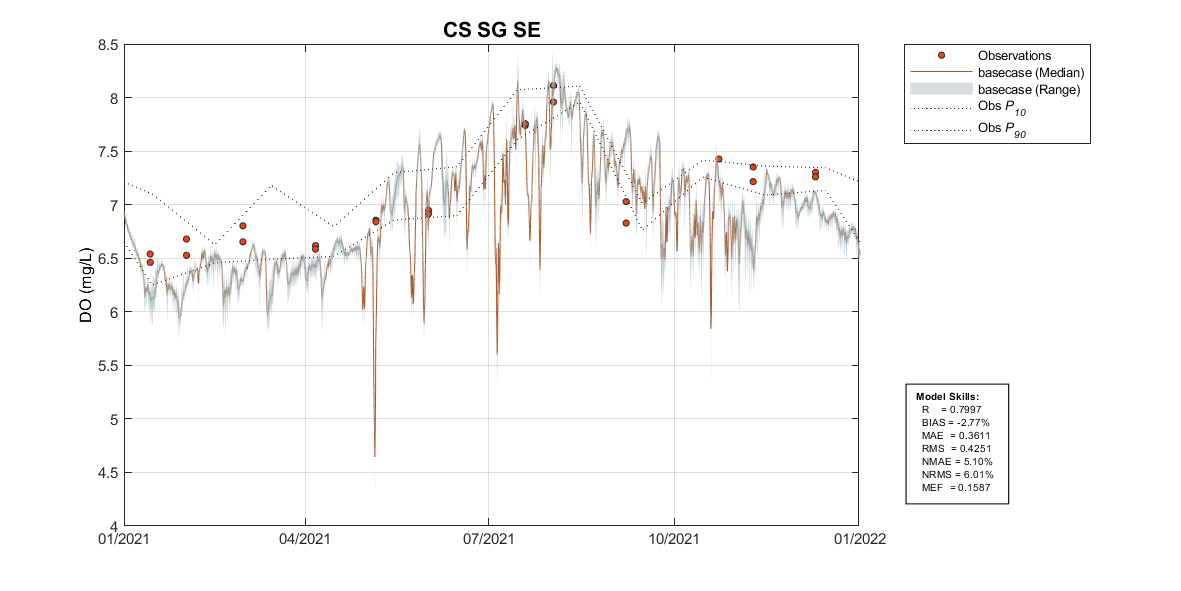 CS SG SE
8.5
8
7.5
7
6.5
6
5.5
5
4.5
4
DO (mg/L)
01/2021
04/2021
07/2021
10/2021
01/2022
Observations
basecase (Median)
basecase (Range)
Obs P10
Obs P90
Model Skills:
R = 0.7997
BIAS = -2.77%
MAE = 0.3611
RMS = 0.4251
NMAE = 5.10%
NRMS = 6.01%
MEF = 0.1587